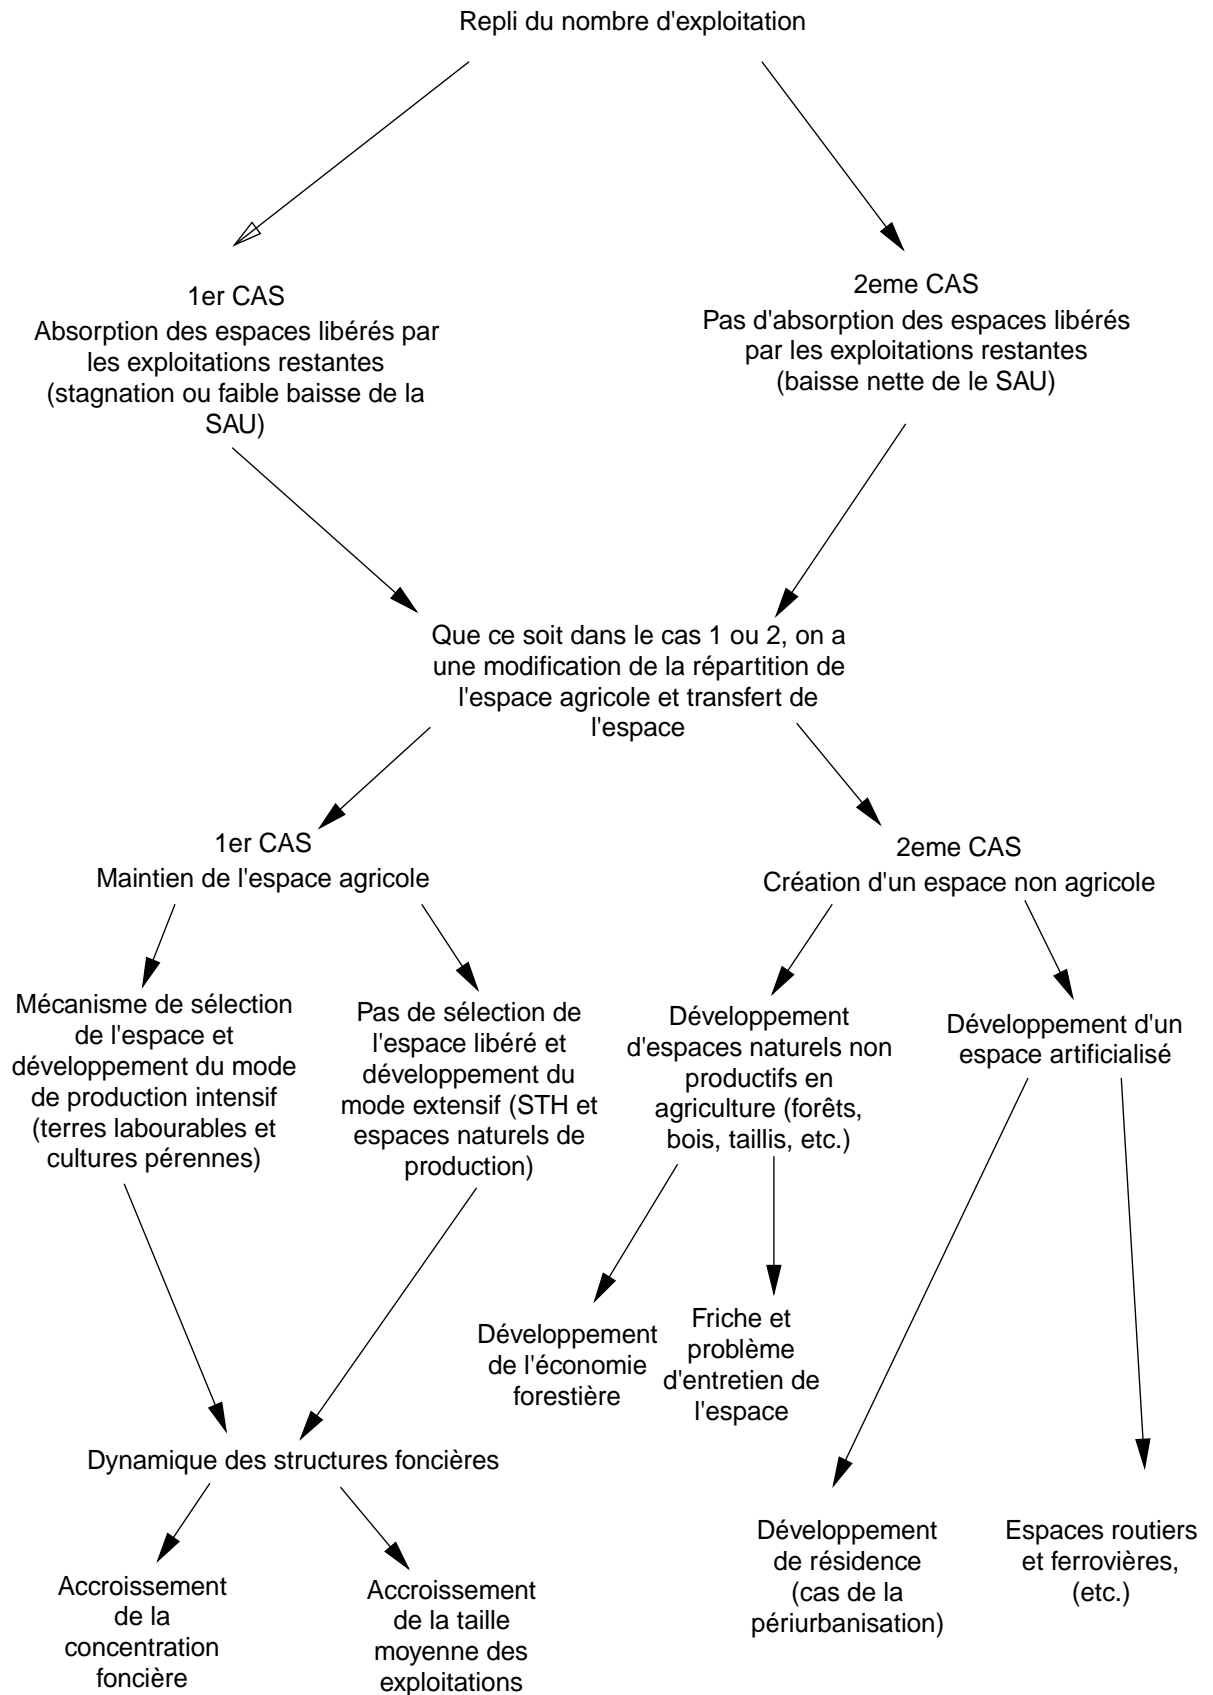 Repli du nombre d'exploitation
1er CAS
Absorption des espaces libérés par
les exploitations restantes
(stagnation ou faible baisse de la
SAU)
2eme CAS
Pas d'absorption des espaces libérés
par les exploitations restantes
(baisse nette de le SAU)
Que ce soit dans le cas 1 ou 2, on a
une modification de la répartition de
l'espace agricole et transfert de
l'espace
1er CAS
Maintien de l'espace agricole
2eme CAS
Création d'un espace non agricole
Mécanisme de sélection
de l'espace et
développement du mode
de production intensif
(terres labourables et
cultures pérennes)
Pas de sélection de
l'espace libéré et
développement du
mode extensif (STH et
espaces naturels de
production)
Développement
d'espaces naturels non
productifs en
agriculture (forêts,
bois, taillis, etc.)
Développement d'un
espace artificialisé
Développement
de l'économie
forestière
Friche et
problème
d'entretien de
l'espace
Dynamique des structures foncières
Développement
de résidence
(cas de la
périurbanisation)
Espaces routiers
et ferrovières,
(etc.)
Accroissement
de la
concentration
foncière
Accroissement
de la taille
moyenne des
exploitations